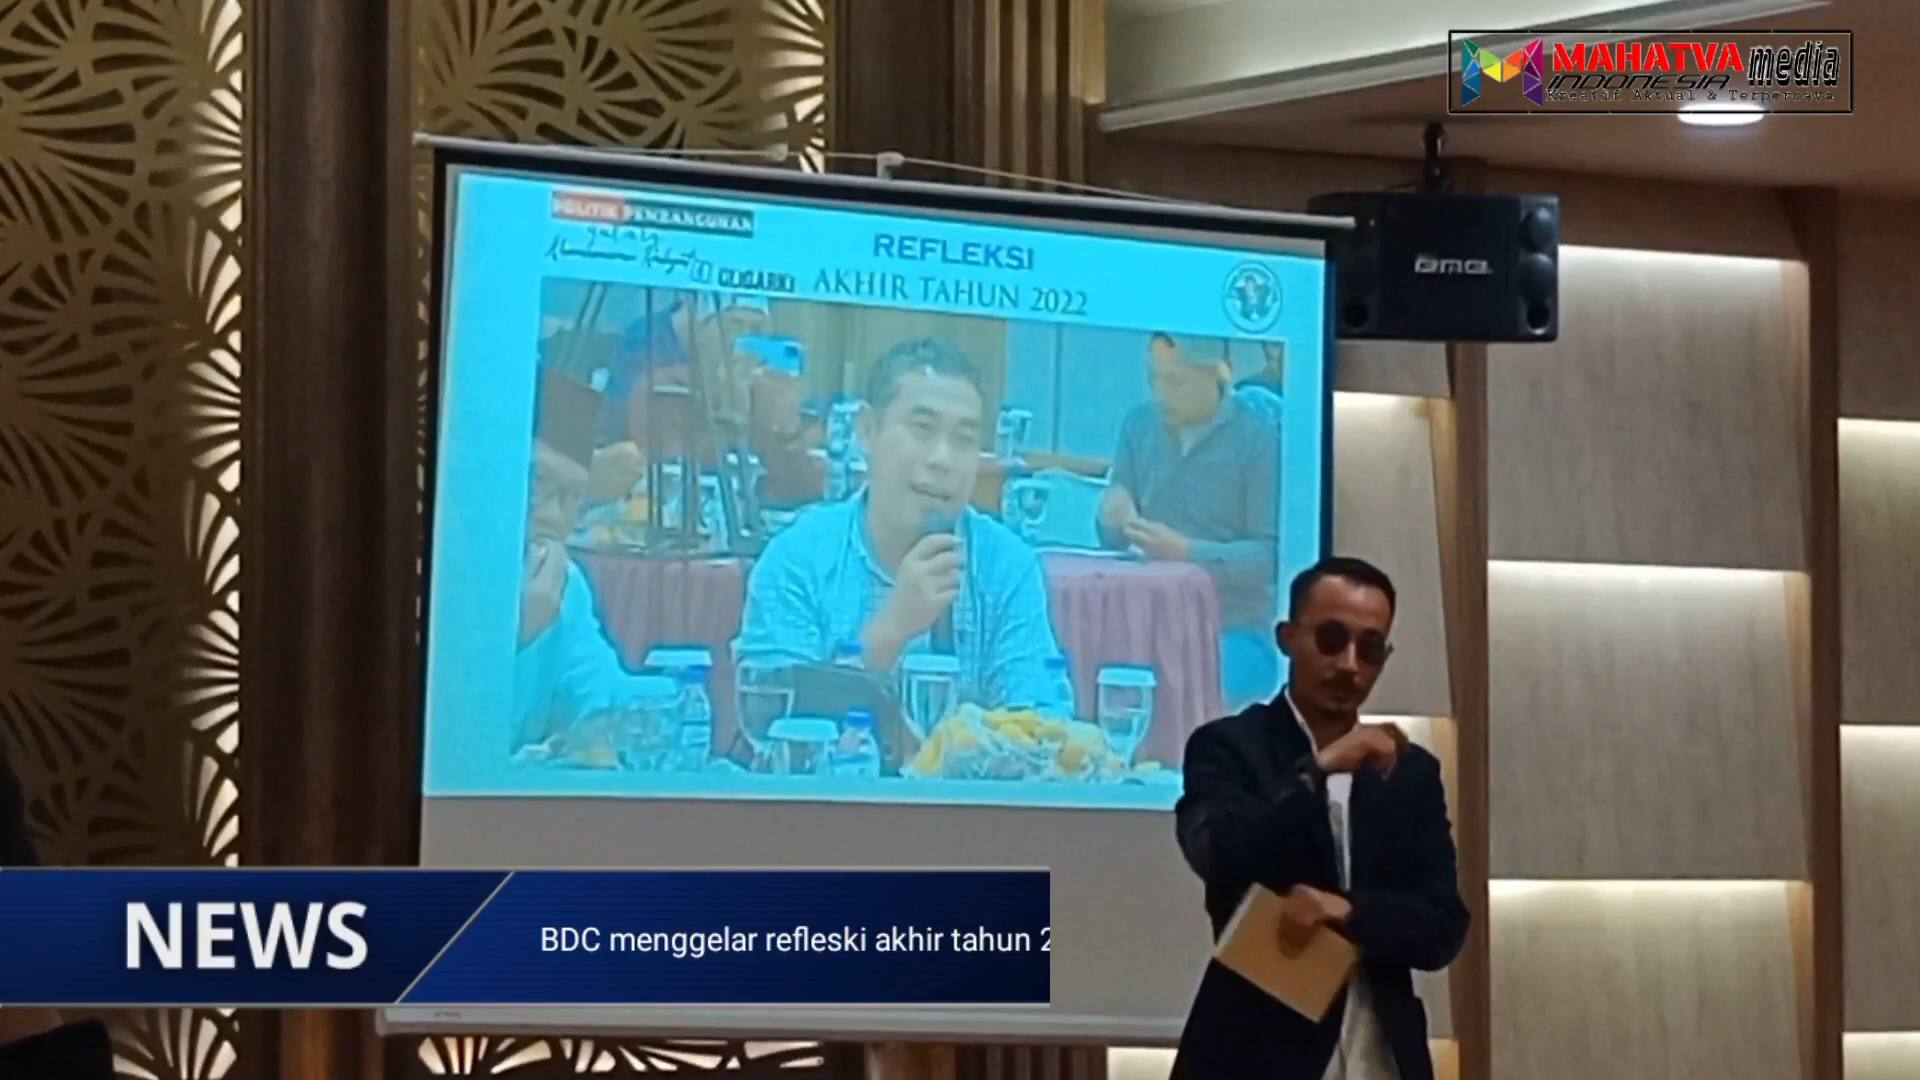 MAHATVA media
INDONESIA
Kreatif Aktual & Terpercaya
POLITIK PEMBANGUNAN
REFLEKSI
AKHIR TAHUN 2022
bmb
NEWS
BDC menggelar refleski akhir tahun 2